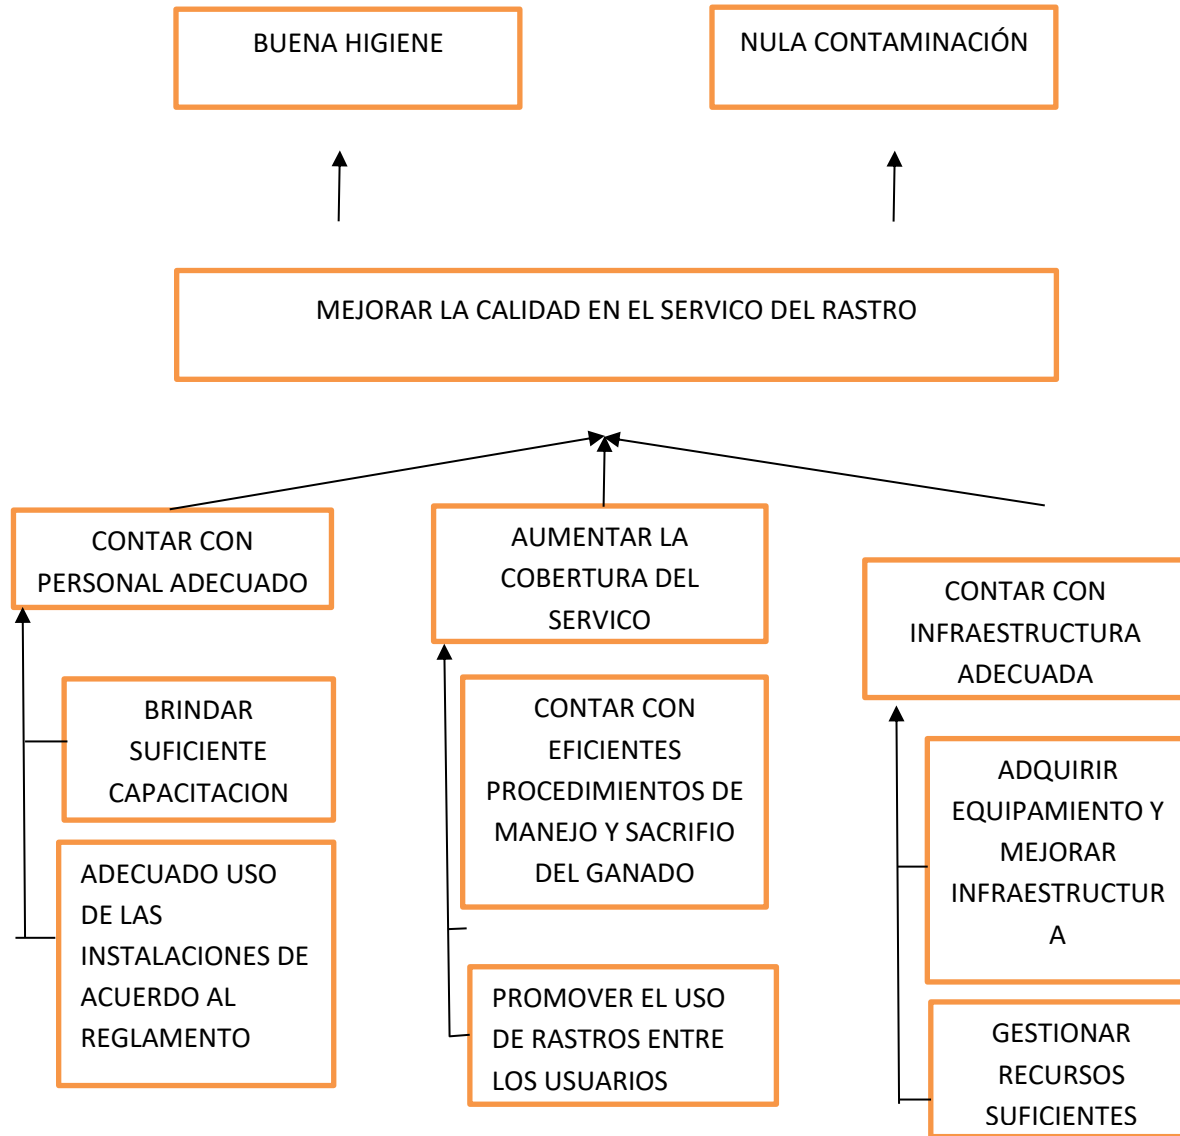 BUENA HIGIENE
NULA CONTAMINACIÓN
MEJORAR LA CALIDAD EN EL SERVICO DEL RASTRO
CONTAR CON
PERSONAL ADECUADO
BRINDAR
SUFICIENTE
CAPACITACION
ADECUADO USO
DE LAS
INSTALACIONES DE
ACUERDO AL
REGLAMENTO
AUMENTAR LA
COBERTURA DEL
SERVICO
CONTAR CON
EFICIENTES
PROCEDIMIENTOS DE
MANEJO Y SACRIFIO
DEL GANADO
PROMOVER EL USO
DE RASTROS ENTRE
LOS USUARIOS
CONTAR CON
INFRAESTRUCTURA
ADECUADA
ADQUIRIR
EQUIPAMIENTO Y
MEJORAR
INFRAESTRUCTUR
A
GESTIONAR
RECURSOS
SUFICIENTES